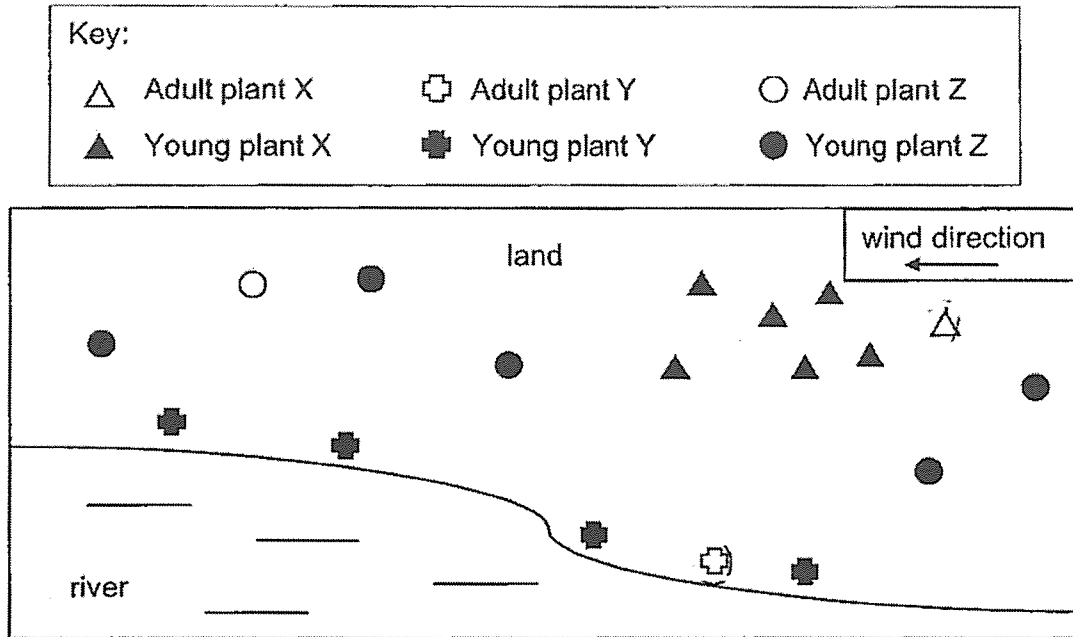 Key:
Adult plant X Adult plant Y Adult plant Z
Young plant X Young plant Y Young plant Z
land
wind direction
river